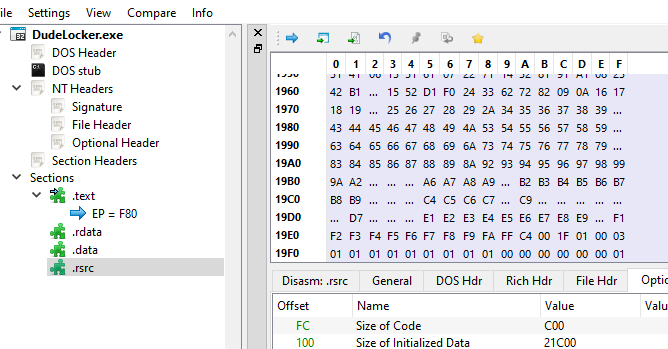 File Settings View Compare Info
DudeLocker.exe
DOS Header
DOS stub
NT Headers
Signature
File Header
Optional Header
Section Headers
Sections
.text
EP = F80
.rdata
.data
.rsrc
0 1 2 3 4 5 6 7 8 9 A B C D E F
1960 42 B1 ... 15 52 D1 F0 24 33 62 72 82 09 0A 16 17
1970 18 19 ... 25 26 27 28 29 2A 34 35 36 37 38 39 ...
1980 43 44 45 46 47 48 49 4A 53 54 55 56 57 58 59 ...
1990 63 64 65 66 67 68 69 6A 73 74 75 76 77 78 79 ...
19A0 83 84 85 86 87 88 89 8A 92 93 94 95 96 97 98 99
19B0 9A A2 ... ... ... A6 A7 A8 A9 ... B2 B3 B4 B5 B6 B7
19C0 B8 B9 ... ... ... C4 C5 C6 C7 ... C9 ... ... ... ... ...
19D0 ... D7 ... ... ... E1 E2 E3 E4 E5 E6 E7 E8 E9 ... F1
19E0 F2 F3 F4 F5 F6 F7 F8 F9 FA FF C4 00 1F 01 00 03
19F0 01 01 01 01 01 01 01 01 01 00 00 00 00 00 00 01
Disasm: .rsrc General DOS Hdr Rich Hdr File Hdr
Offset Name Value
FC Size of Code C00
100 Size of Initialized Data 21C00